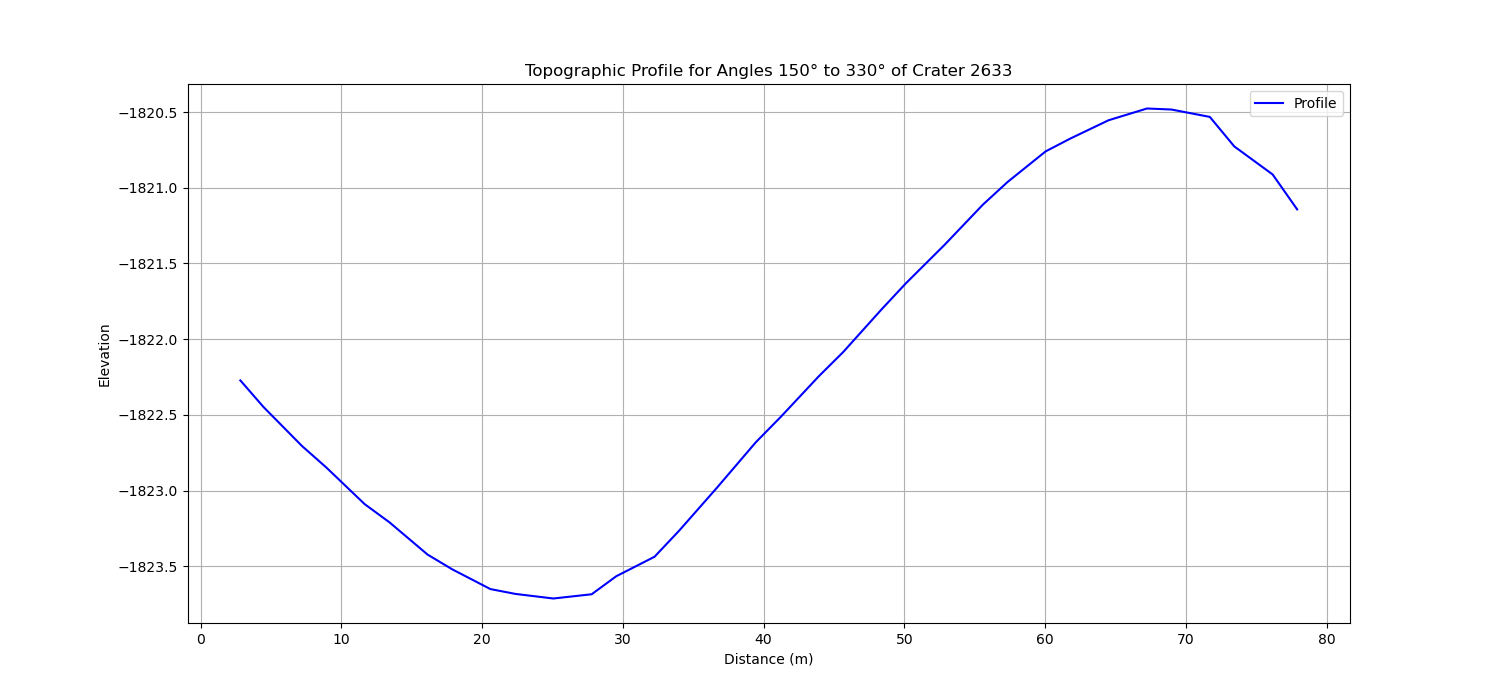 Topographic Profile for Angles 150° to 330° of Crater 2633
Profile
−1820.5
−1821.0
−1821.5
−1822.0
−1822.5
−1823.0
−1823.5
Elevation
0 10 20 30 40 50 60 70 80
Distance (m)